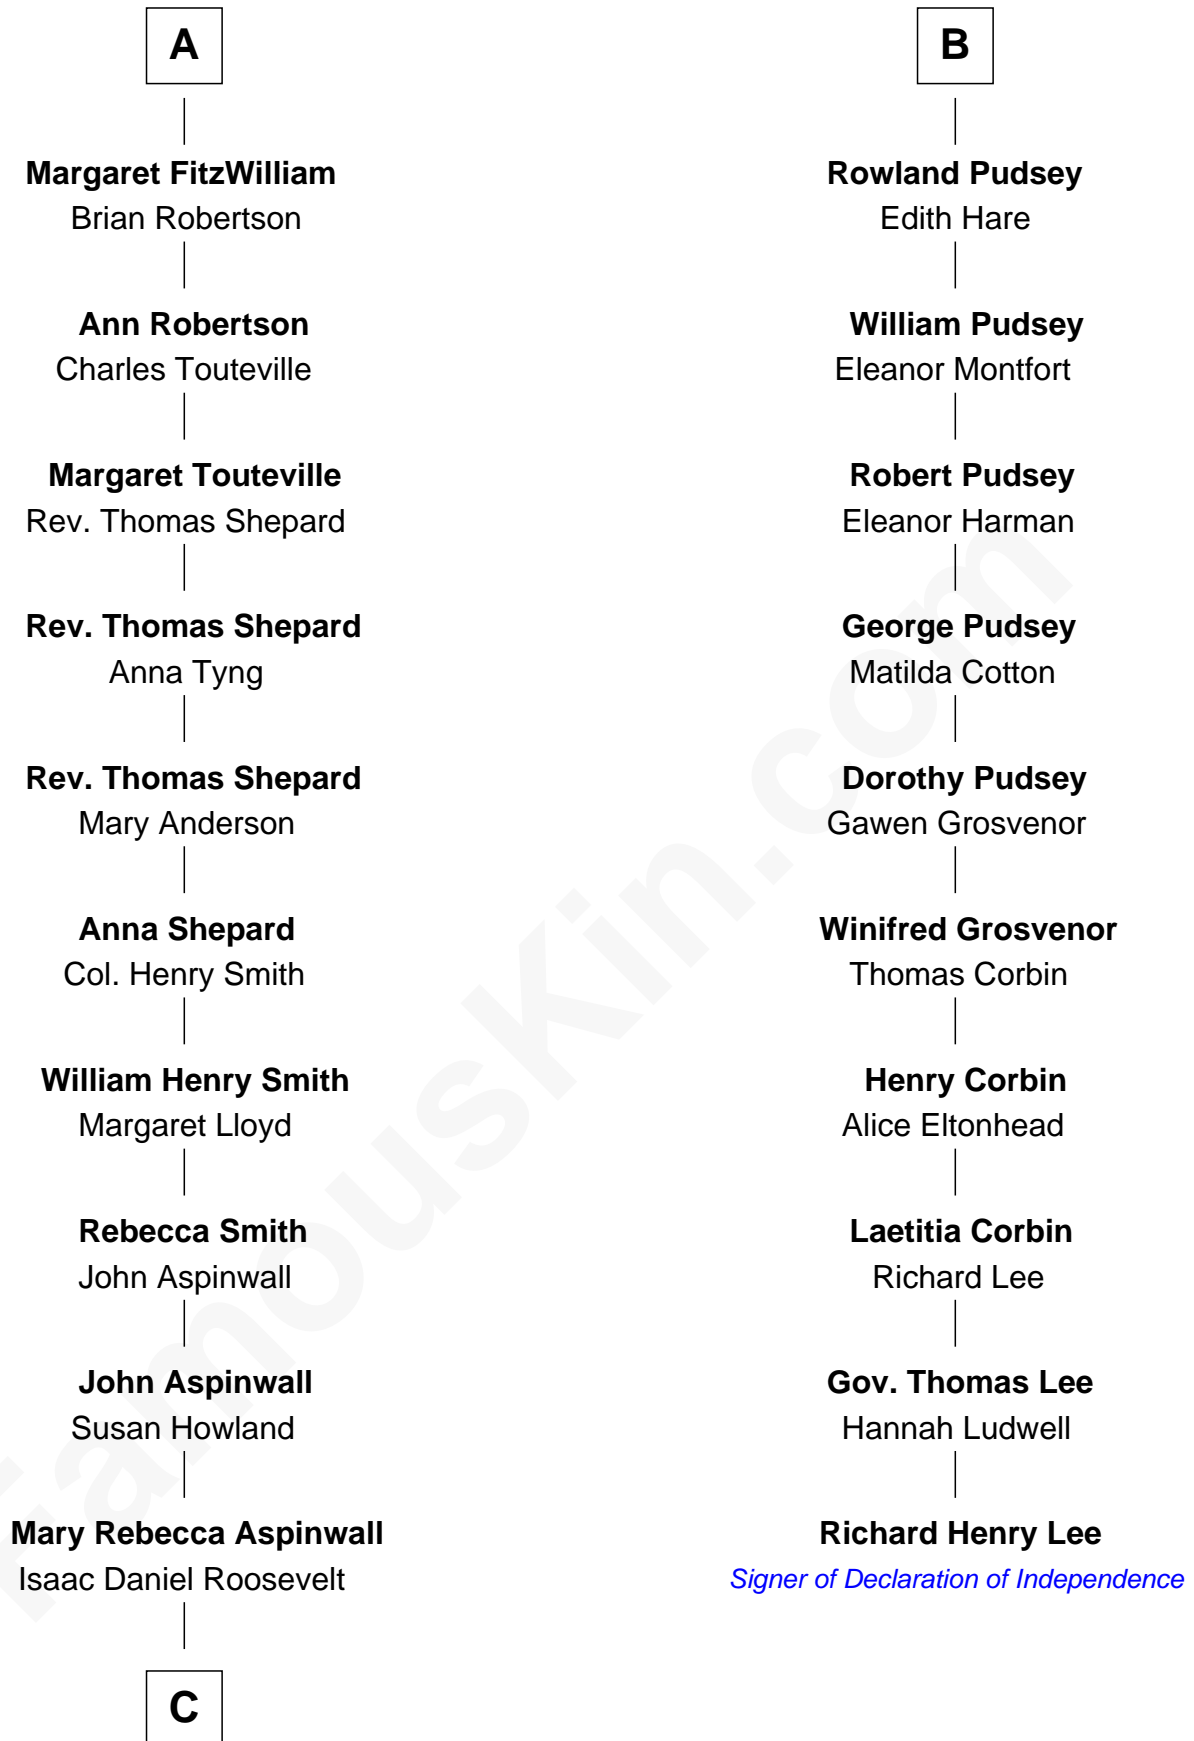 A
Margaret FitzWilliam
Brian Robertson
Ann Robertson
Charles Touteville
Margaret Touteville
Rev. Thomas Shepard
Rev. Thomas Shepard
Anna Tyng
Rev. Thomas Shepard
Mary Anderson
Anna Shepard
Col. Henry Smith
William Henry Smith
Margaret Lloyd
Rebecca Smith
John Aspinwall
John Aspinwall
Susan Howland
Mary Rebecca Aspinwall
Isaac Daniel Roosevelt
C
B
Rowland Pudsey
Edith Hare
William Pudsey
Eleanor Montfort
Robert Pudsey
Eleanor Harman
George Pudsey
Matilda Cotton
Dorothy Pudsey
Gawen Grosvenor
Winifred Grosvenor
Thomas Corbin
Henry Corbin
Alice Eltonhead
Laetitia Corbin
Richard Lee
Gov. Thomas Lee
Hannah Ludwell
Richard Henry Lee
Signer of Declaration of Independence
FamousKin.com